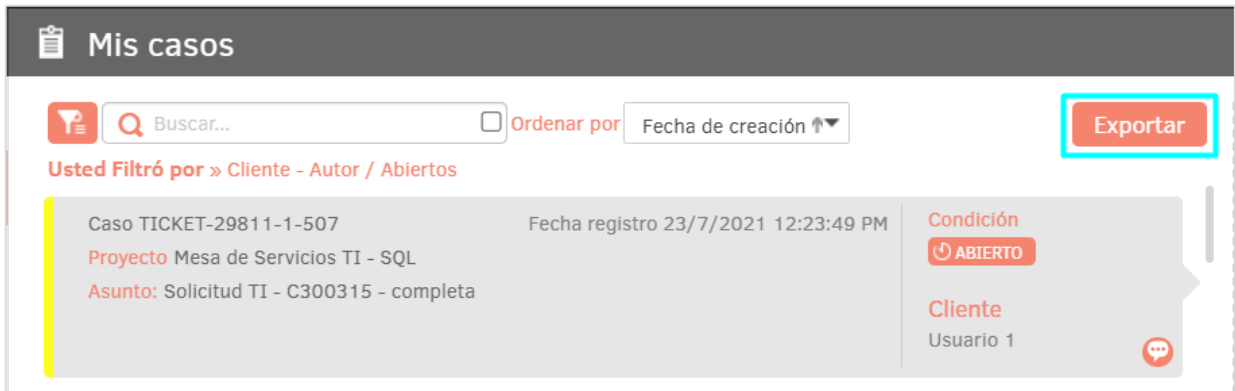 Mis casos
Buscar...
Ordenar por
Fecha de creación
Exportar
Usted Filtró por » Cliente - Autor / Abiertos
Caso TICKET-29811-1-507
Fecha registro 23/7/2021 12:23:49 PM
Condición
Proyecto Mesa de Servicios TI - SQL
ABIERTO
Asunto: Solicitud TI - C300315 - completa
Cliente
Usuario 1